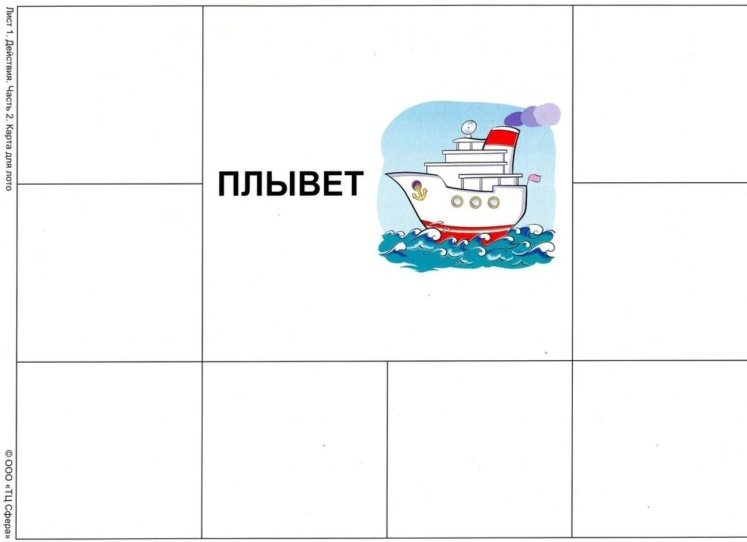 Лист 1. Действия. Часть 2. Карта для лото
ПЛЫВЕТ
© ООО «ТЦ Сфера»